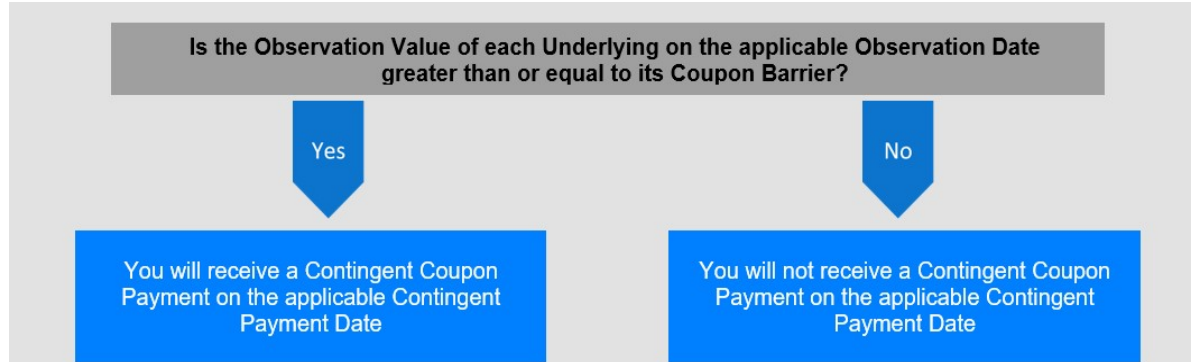 Is the Observation Value of each Underlying on the applicable Observation Date
greater than or equal to its Coupon Barrier?
Yes
No
You will receive a Contingent Coupon
Payment on the applicable Contingent
Payment Date
You will not receive a Contingent Coupon
Payment on the applicable Contingent
Payment Date